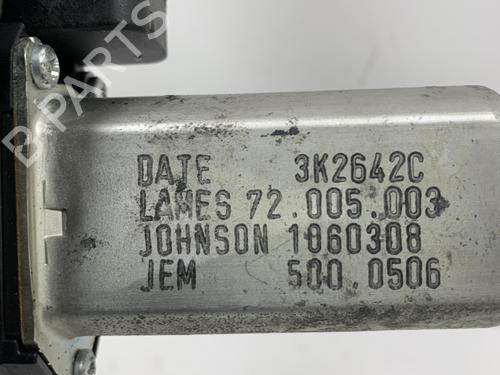 B-PARTS
DATE 3K2642C
LAMES 72.005.003
JOHNSON 1060308
JEM 500.0506